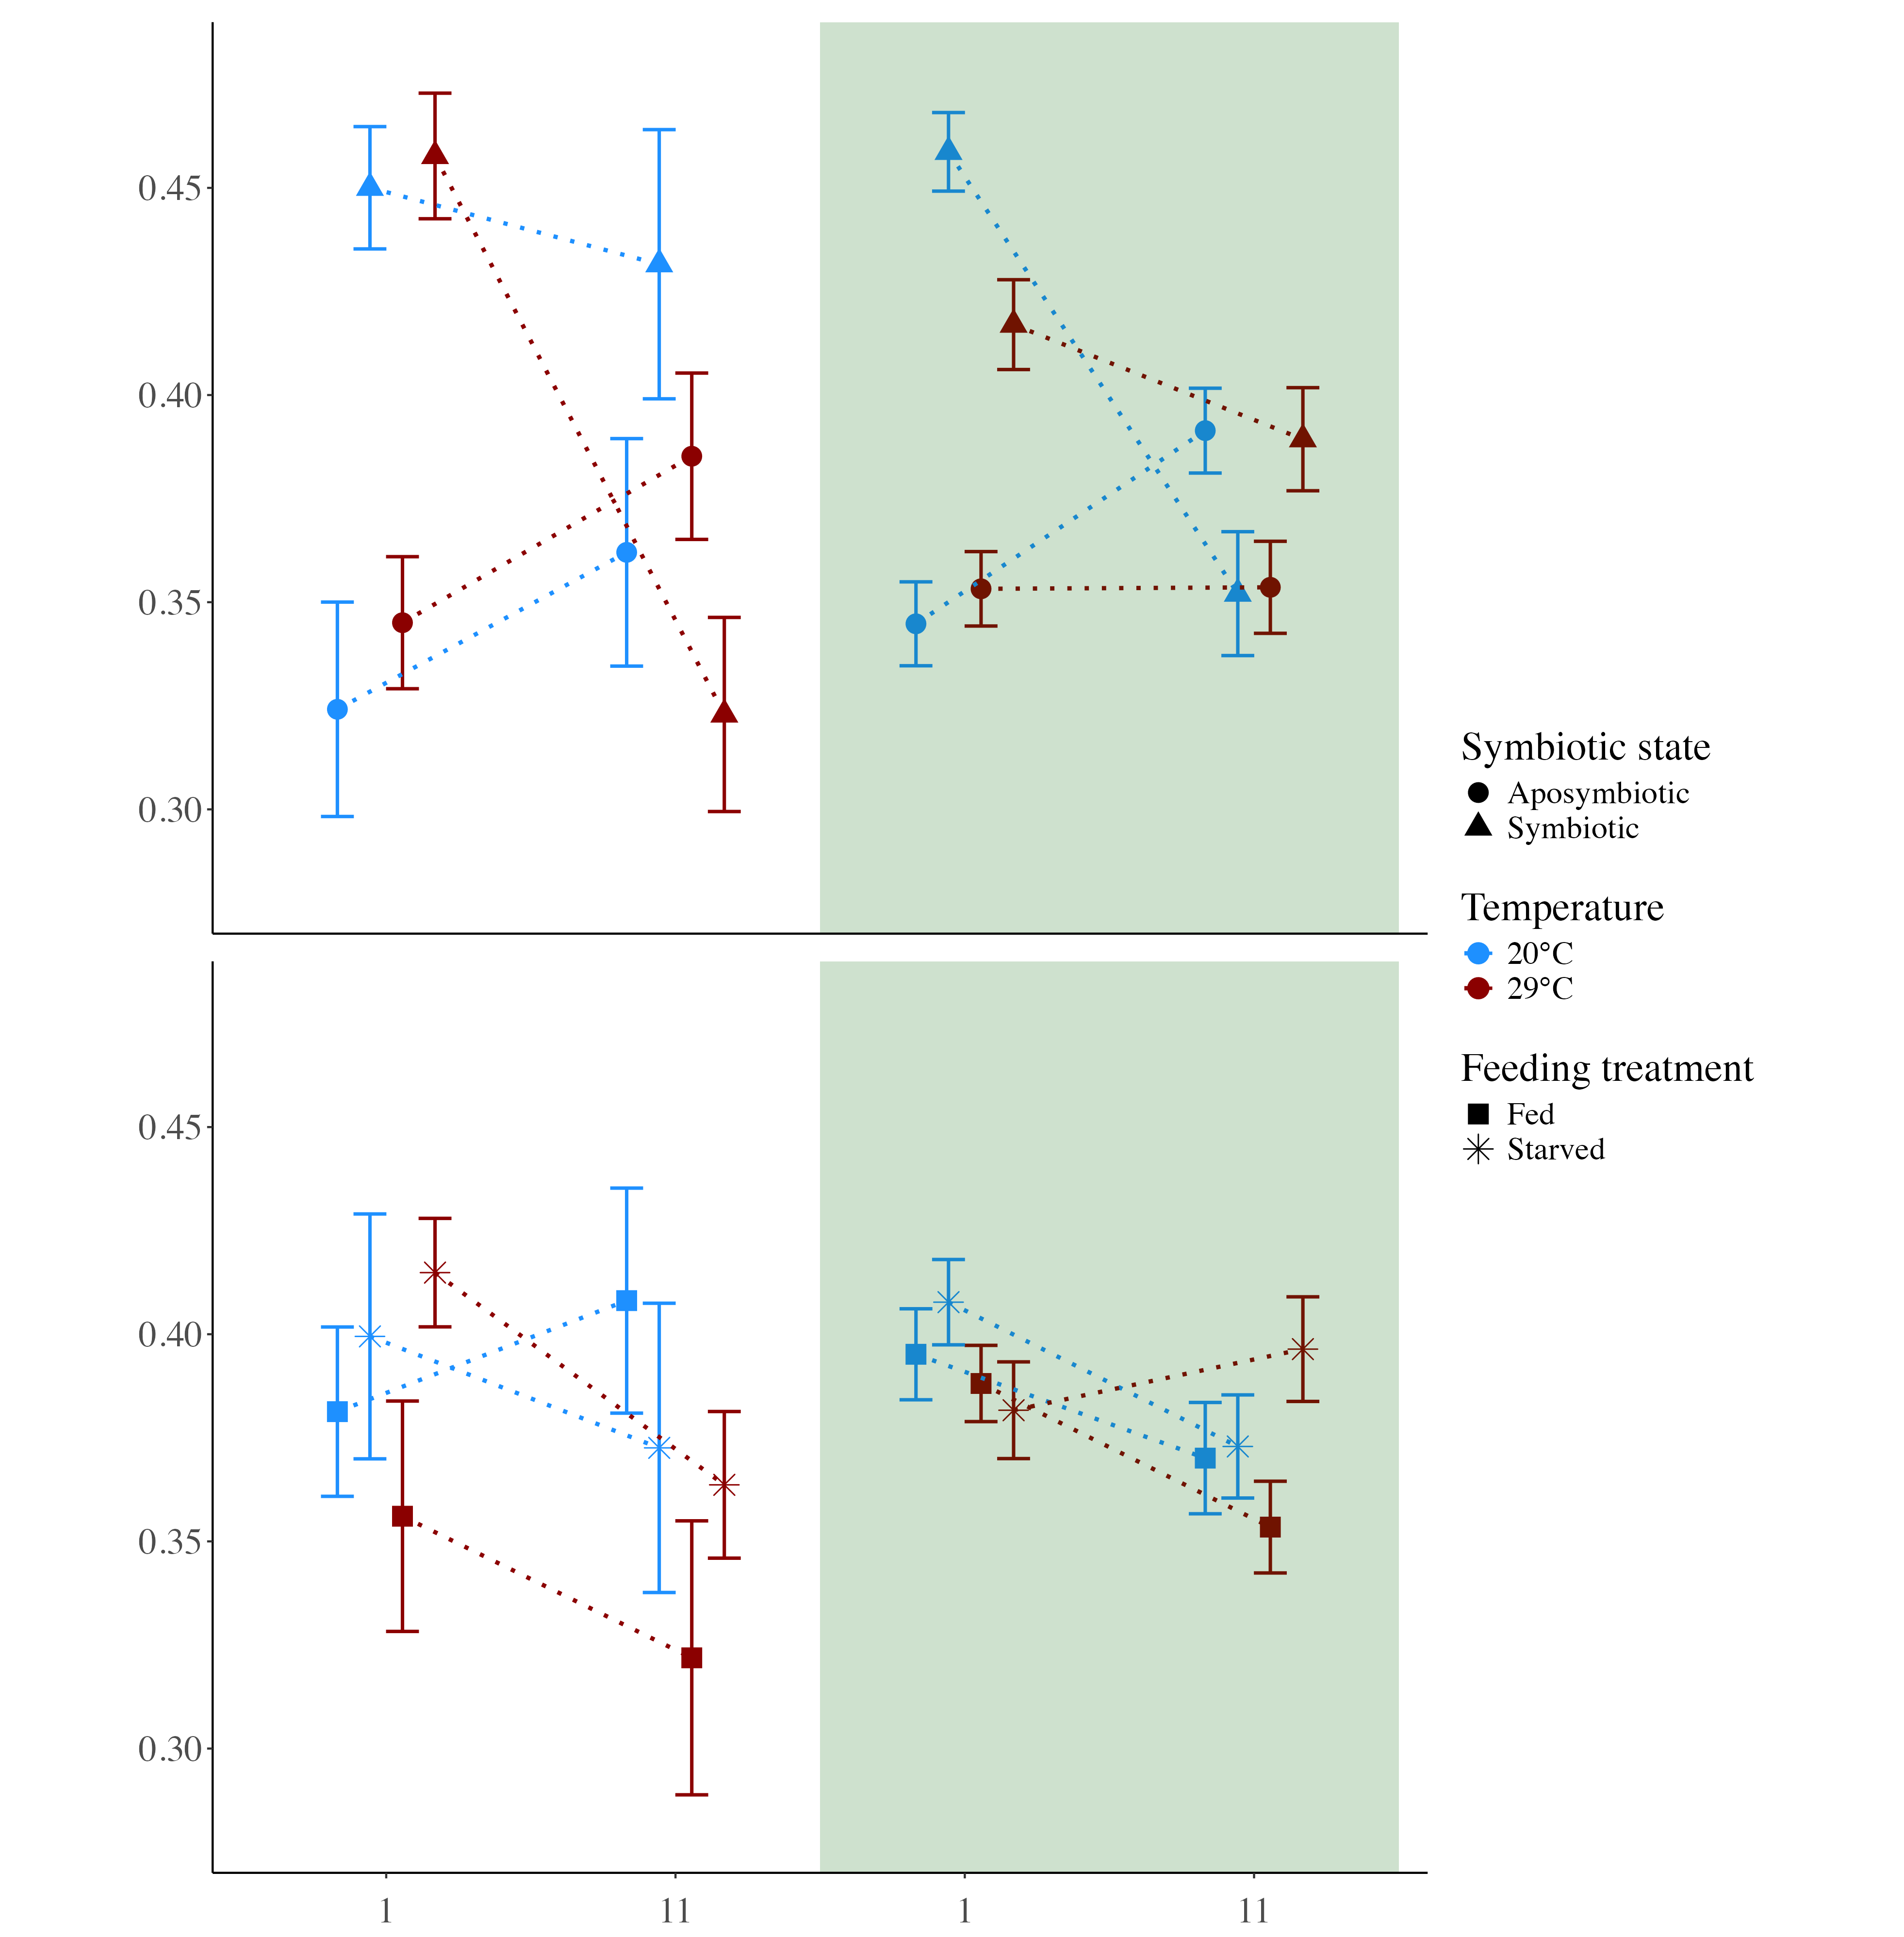 0.45
0.40
0.35
0.30
0.45
0.40
0.35
0.30
1 11 1 11
Symbiotic state
Aposymbiotic
Symbiotic
Temperature
20°C
29°C
Feeding treatment
Fed
Starved